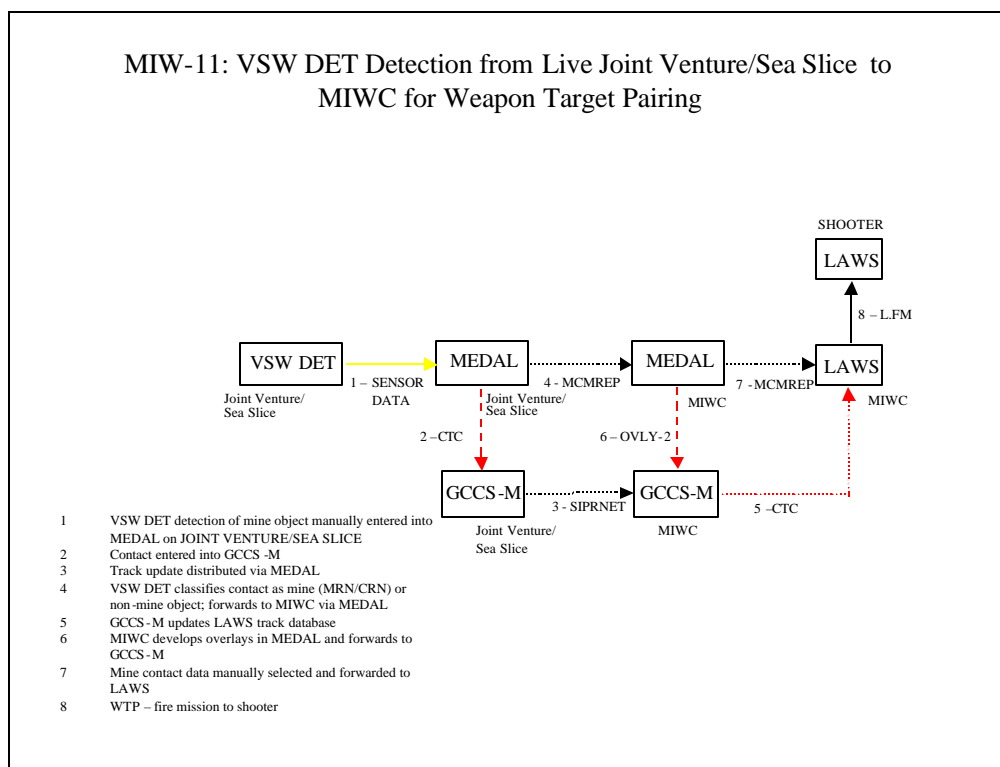 MIW-11: VSW DET Detection from Live Joint Venture/Sea Slice to
MIWC for Weapon Target Pairing
SHOOTER
LAWS
8 – L.FM
VSW DET
MEDAL
MEDAL
LAWS
1 – SENSOR
DATA
4 - MCMREP
7 - MCMREP
Joint Venture/
Sea Slice
Joint Venture/
Sea Slice
MIWC
MIWC
2 –CTC
6 – OVLY-2
GCCS -M
GCCS-M
3 - SIPRNET
5 –CTC
Joint Venture/
Sea Slice
MIWC
1 VSW DET detection of mine object manually entered into
MEDAL on JOINT VENTURE/SEA SLICE
2 Contact entered into GCCS -M
3 Track update distributed via MEDAL
4 VSW DET classifies contact as mine (MRN/CRN) or
non-mine object; forwards to MIWC via MEDAL
5 GCCS-M updates LAWS track database
6 MIWC develops overlays in MEDAL and forwards to
GCCS-M
7 Mine contact data manually selected and forwarded to
LAWS
8 WTP – fire mission to shooter